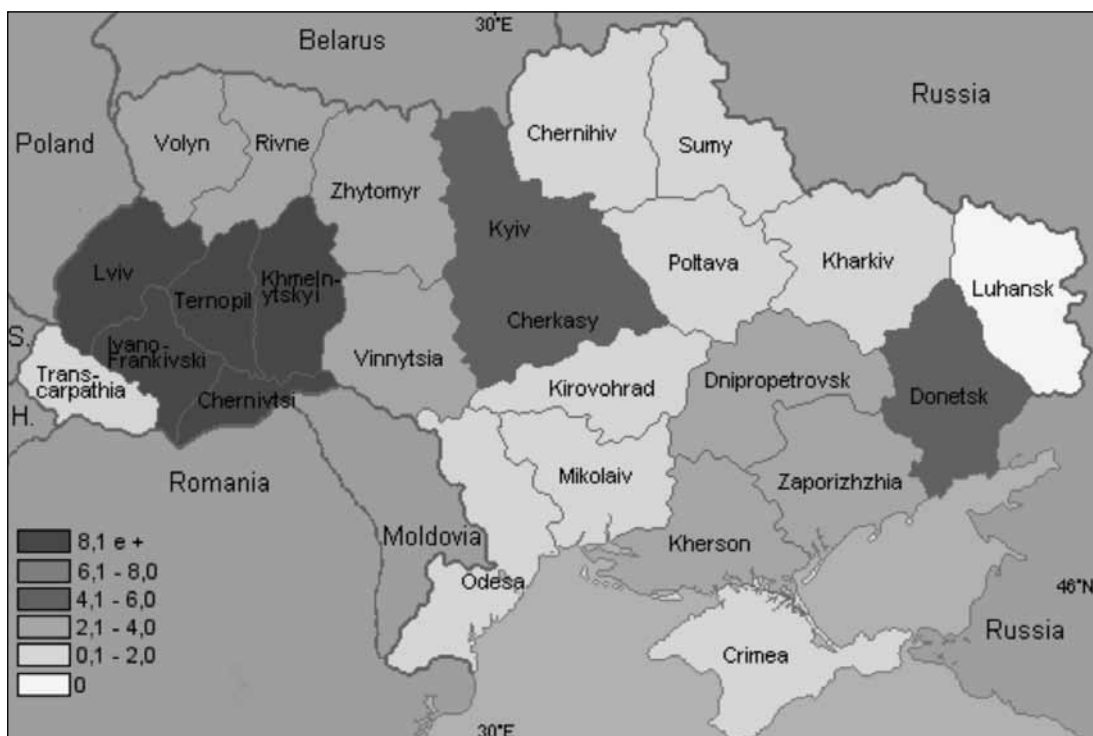 30°E
Belarus
Russia
Poland
Volyn
Rivne
Chernihiv
Sumy
Zhytomyr
Kyiv
Lviv
Ternopil
Khmeln-
ytskyi
Poltava
Kharkiv
Luhansk
Cherkasy
S.
Ivano-
Frankivski
Vinnytsia
Trans-
carpathia
Chernivtsi
Kirovohrad
Dnipropetrovsk
Donetsk
H.
Romania
Mikolaiv
Zaporizhzhia
Moldovia
Kherson
Odesa
46°N
Russia
Crimea
8,1 e +
6,1 - 8,0
4,1 - 6,0
2,1 - 4,0
0,1 - 2,0
0
30°E